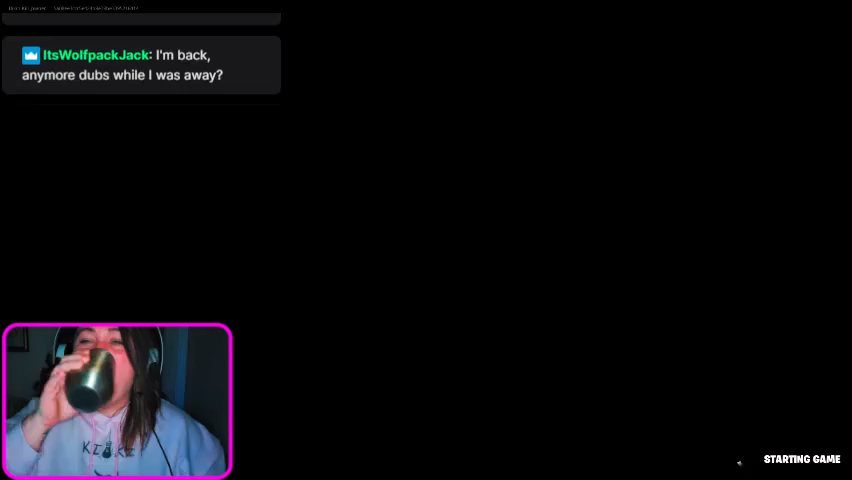 ItsWolfpackJack: I'm back,
anymore dubs while I was away?
STARTING GAME